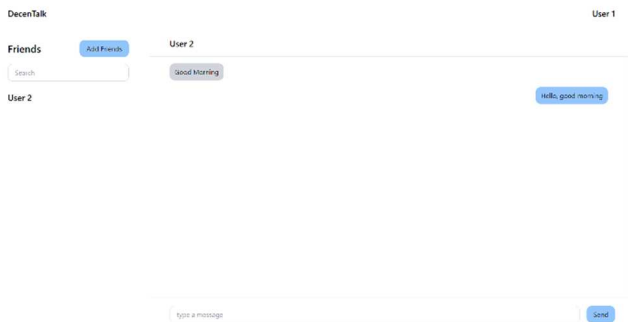 DecenTalk
User 1
Friends
Add Friends
Search
User 2
User 2
Good Morning
Hello, good morning
type a message
Send